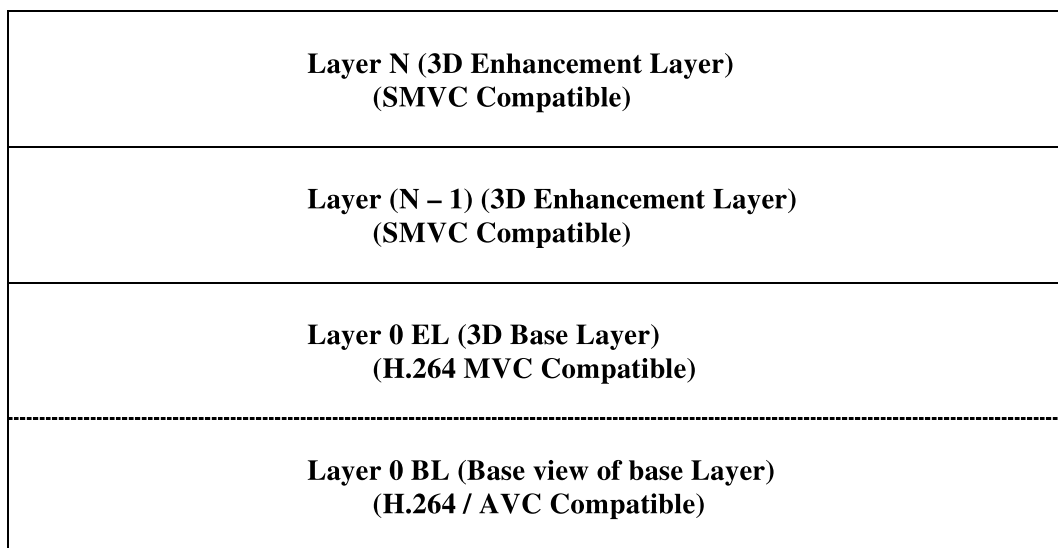 Layer N (3D Enhancement Layer)
(SMVC Compatible)
Layer (N – 1) (3D Enhancement Layer)
(SMVC Compatible)
Layer 0 EL (3D Base Layer)
(H.264 MVC Compatible)
Layer 0 BL (Base view of base Layer)
(H.264 / AVC Compatible)